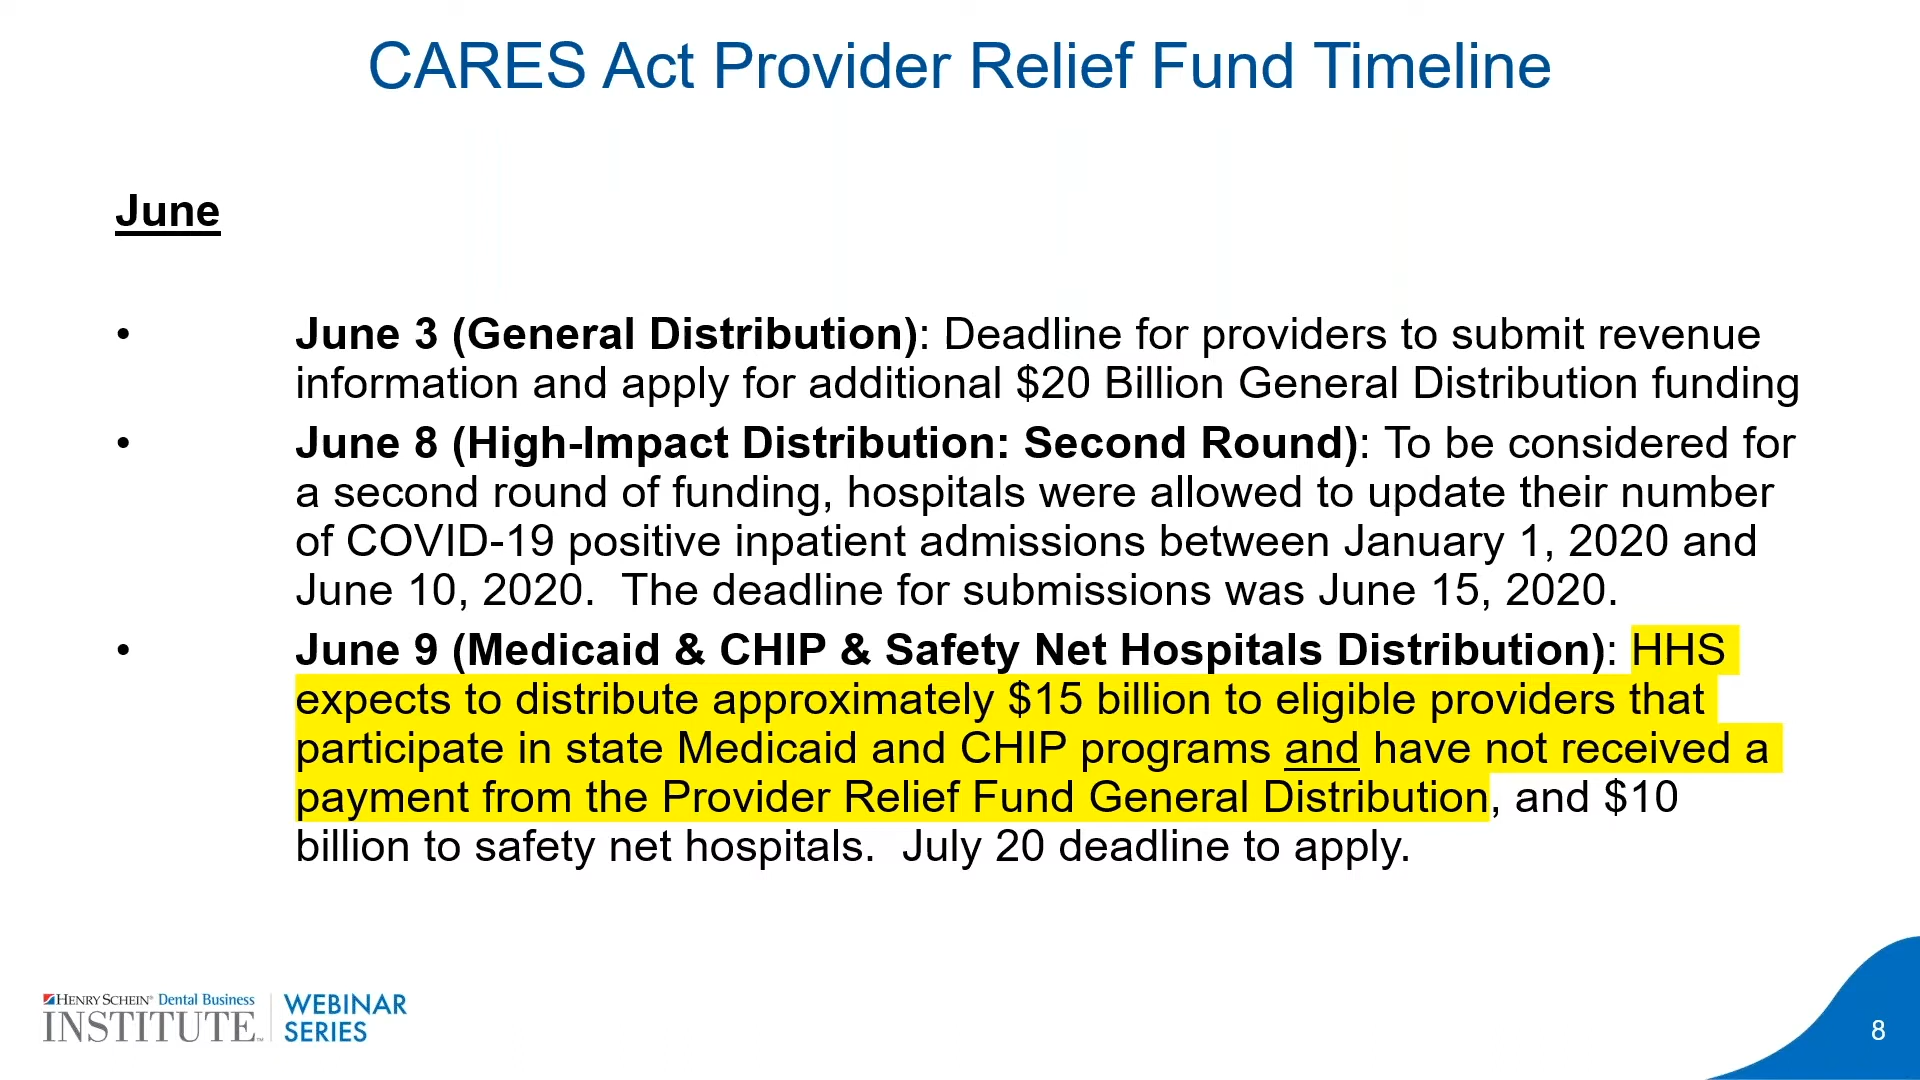 CARES Act Provider Relief Fund Timeline
June
• June 3 (General Distribution): Deadline for providers to submit revenue
information and apply for additional $20 Billion General Distribution funding
• June 8 (High-Impact Distribution: Second Round): To be considered for
a second round of funding, hospitals were allowed to update their number
of COVID-19 positive inpatient admissions between January 1, 2020 and
June 10, 2020.  The deadline for submissions was June 15, 2020.
• June 9 (Medicaid & CHIP & Safety Net Hospitals Distribution): HHS
expects to distribute approximately $15 billion to eligible providers that
participate in state Medicaid and CHIP programs and have not received a
payment from the Provider Relief Fund General Distribution, and $10
billion to safety net hospitals.  July 20 deadline to apply.
HENRY SCHEIN® Dental Business
INSTITUTE™
WEBINAR
SERIES
8